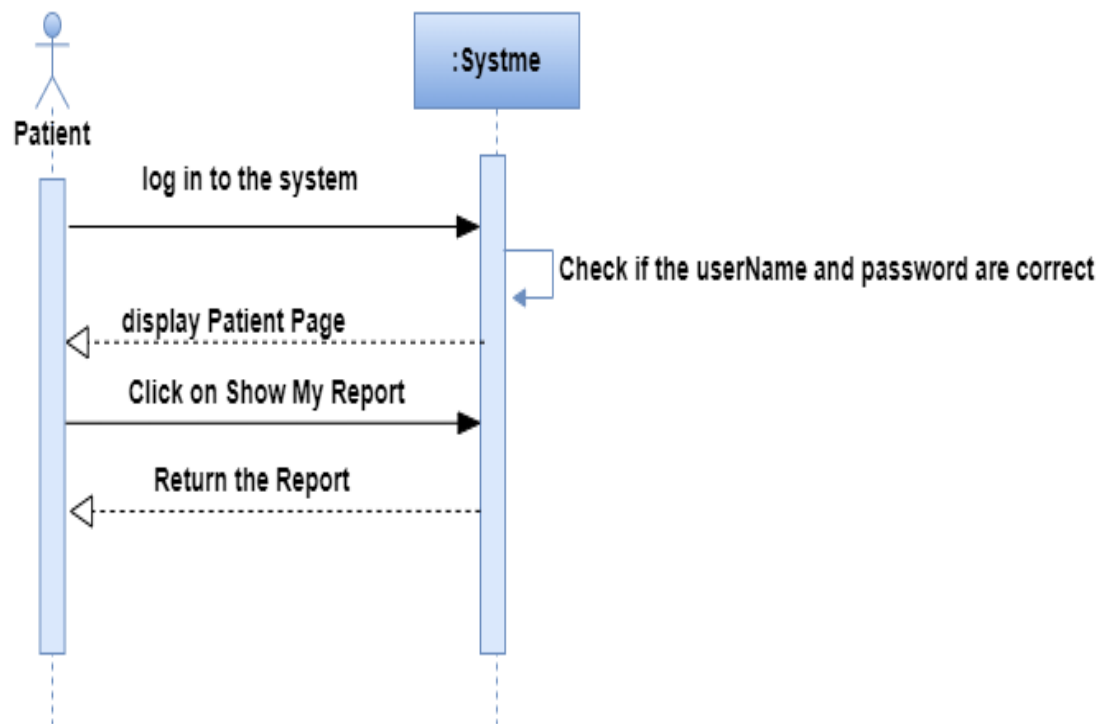 :Systme
Patient
log in to the system
Check if the userName and password are correct
display Patient Page
Click on Show My Report
Return the Report